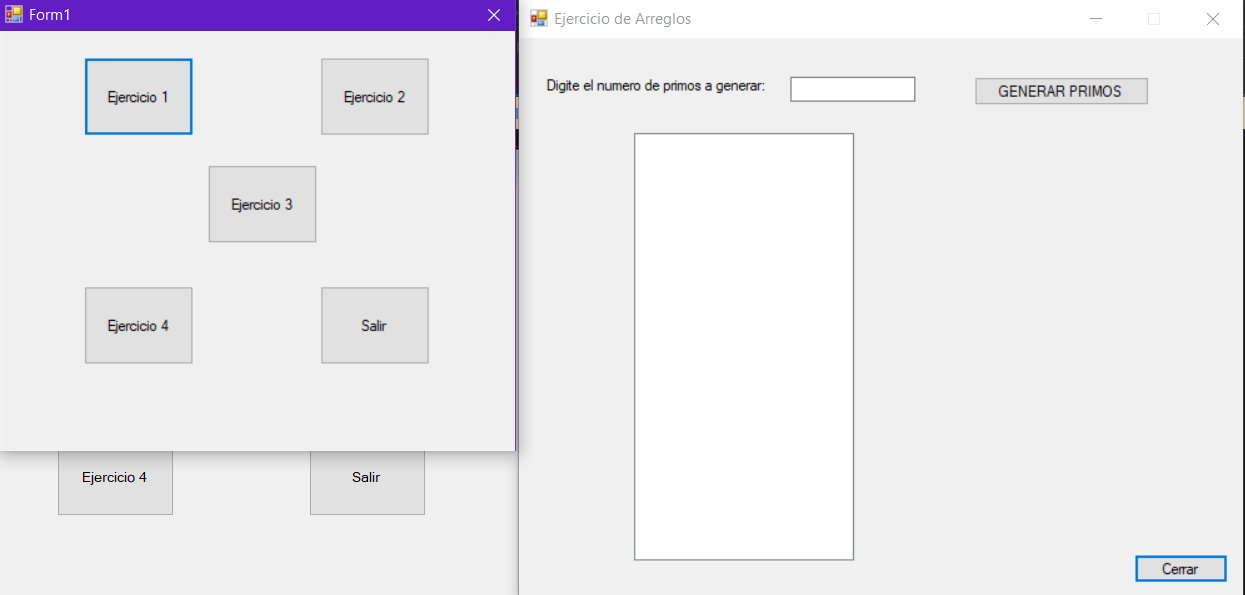 Form1
Ejercicio 1
Ejercicio 2
Ejercicio 3
Ejercicio 4
Salir
Ejercicio 4
Salir
Ejercicio de Arreglos
Digite el numero de primos a generar:
GENERAR PRIMOS
Cerrar